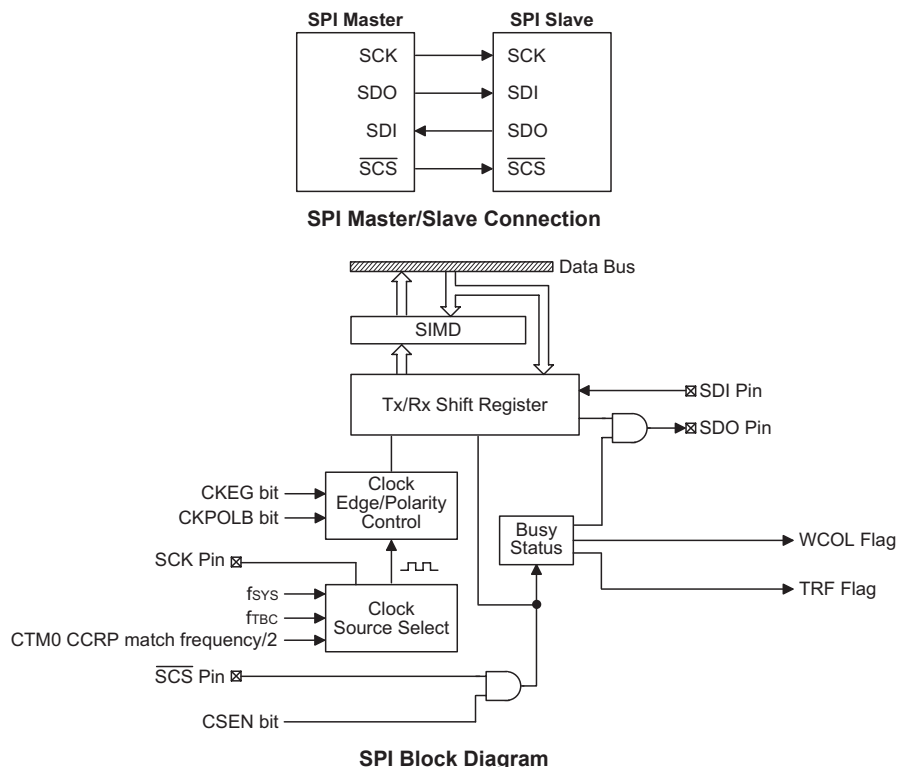 SPI Master SPI Slave
SCK SCK
SDO SDI
SDI SDO
SCS SCS
SPI Master/Slave Connection
Data Bus
SIMD
Tx/Rx Shift Register
SDI Pin
SDO Pin
CKEG bit
CKPOLB bit
Clock
Edge/Polarity
Control
Busy
Status
WCOL Flag
TRF Flag
SCK Pin
fSYS
fTBC
CTM0 CCRP match frequency/2
Clock
Source Select
SCS Pin
CSEN bit
SPI Block Diagram